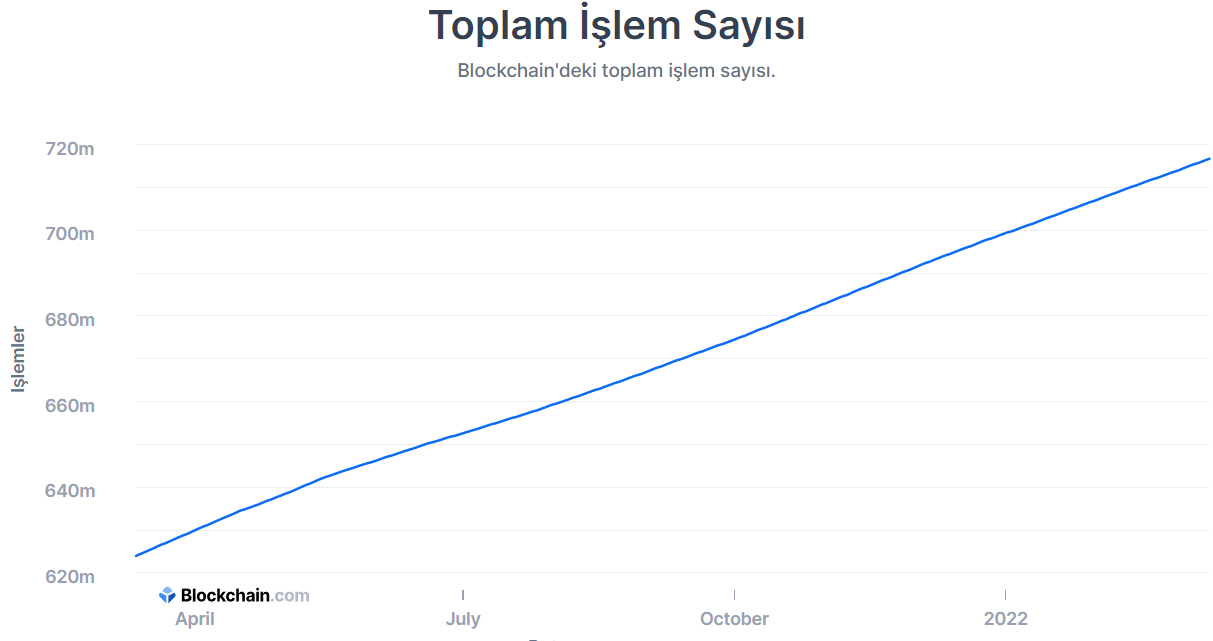 Toplam İşlem Sayısı
Blockchain'deki toplam işlem sayısı.
720m
700m
680m
660m
640m
620m
İşlemler
Blockchain.com
April
July
October
2022